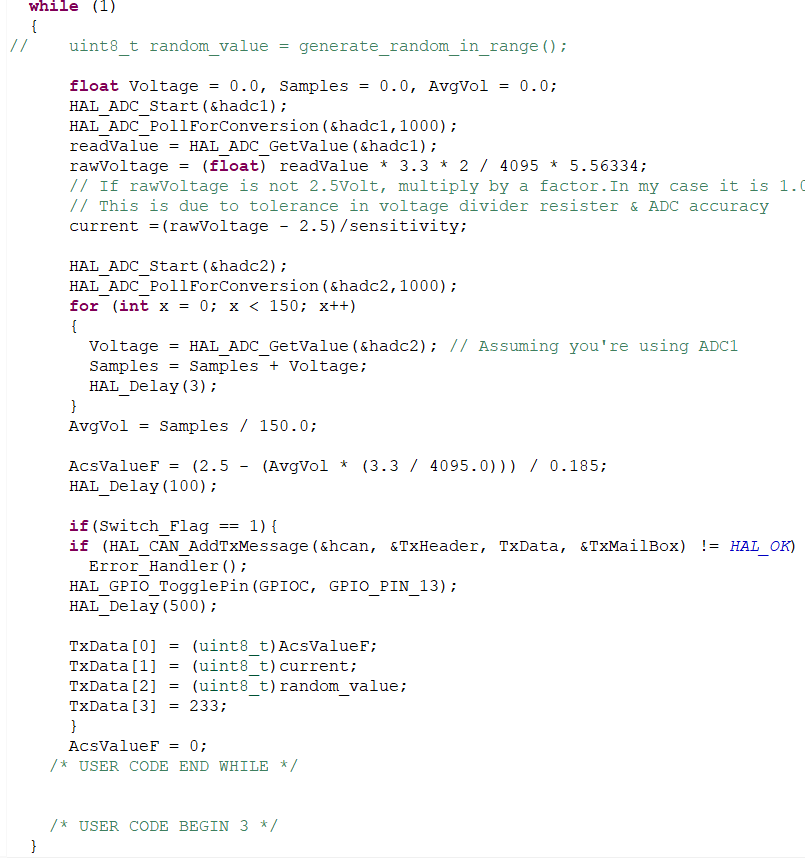 while (1)
{
//    uint8_t random_value = generate_random_in_range();
float Voltage = 0.0, Samples = 0.0, AvgVol = 0.0;
HAL_ADC_Start(&hadc1);
HAL_ADC_PollForConversion(&hadc1,1000);
readValue = HAL_ADC_GetValue(&hadc1);
rawVoltage = (float) readValue * 3.3 * 2 / 4095 * 5.56334;
// If rawVoltage is not 2.5Volt, multiply by a factor.In my case it is 1.0
// This is due to tolerance in voltage divider resister & ADC accuracy
current =(rawVoltage - 2.5)/sensitivity;
HAL_ADC_Start(&hadc2);
HAL_ADC_PollForConversion(&hadc2,1000);
for (int x = 0; x < 150; x++)
{
Voltage = HAL_ADC_GetValue(&hadc2); // Assuming you're using ADC1
Samples = Samples + Voltage;
HAL_Delay(3);
}
AvgVol = Samples / 150.0;
AcsValueF = (2.5 - (AvgVol * (3.3 / 4095.0))) / 0.185;
HAL_Delay(100);
if(Switch_Flag == 1){
if (HAL_CAN_AddTxMessage(&hcan, &TxHeader, TxData, &TxMailBox) != HAL_OK)
Error_Handler();
HAL_GPIO_TogglePin(GPIOC, GPIO_PIN_13);
HAL_Delay(500);
TxData[0] = (uint8_t)AcsValueF;
TxData[1] = (uint8_t)current;
TxData[2] = (uint8_t)random_value;
TxData[3] = 233;
}
AcsValueF = 0;
/* USER CODE END WHILE */
/* USER CODE BEGIN 3 */
}